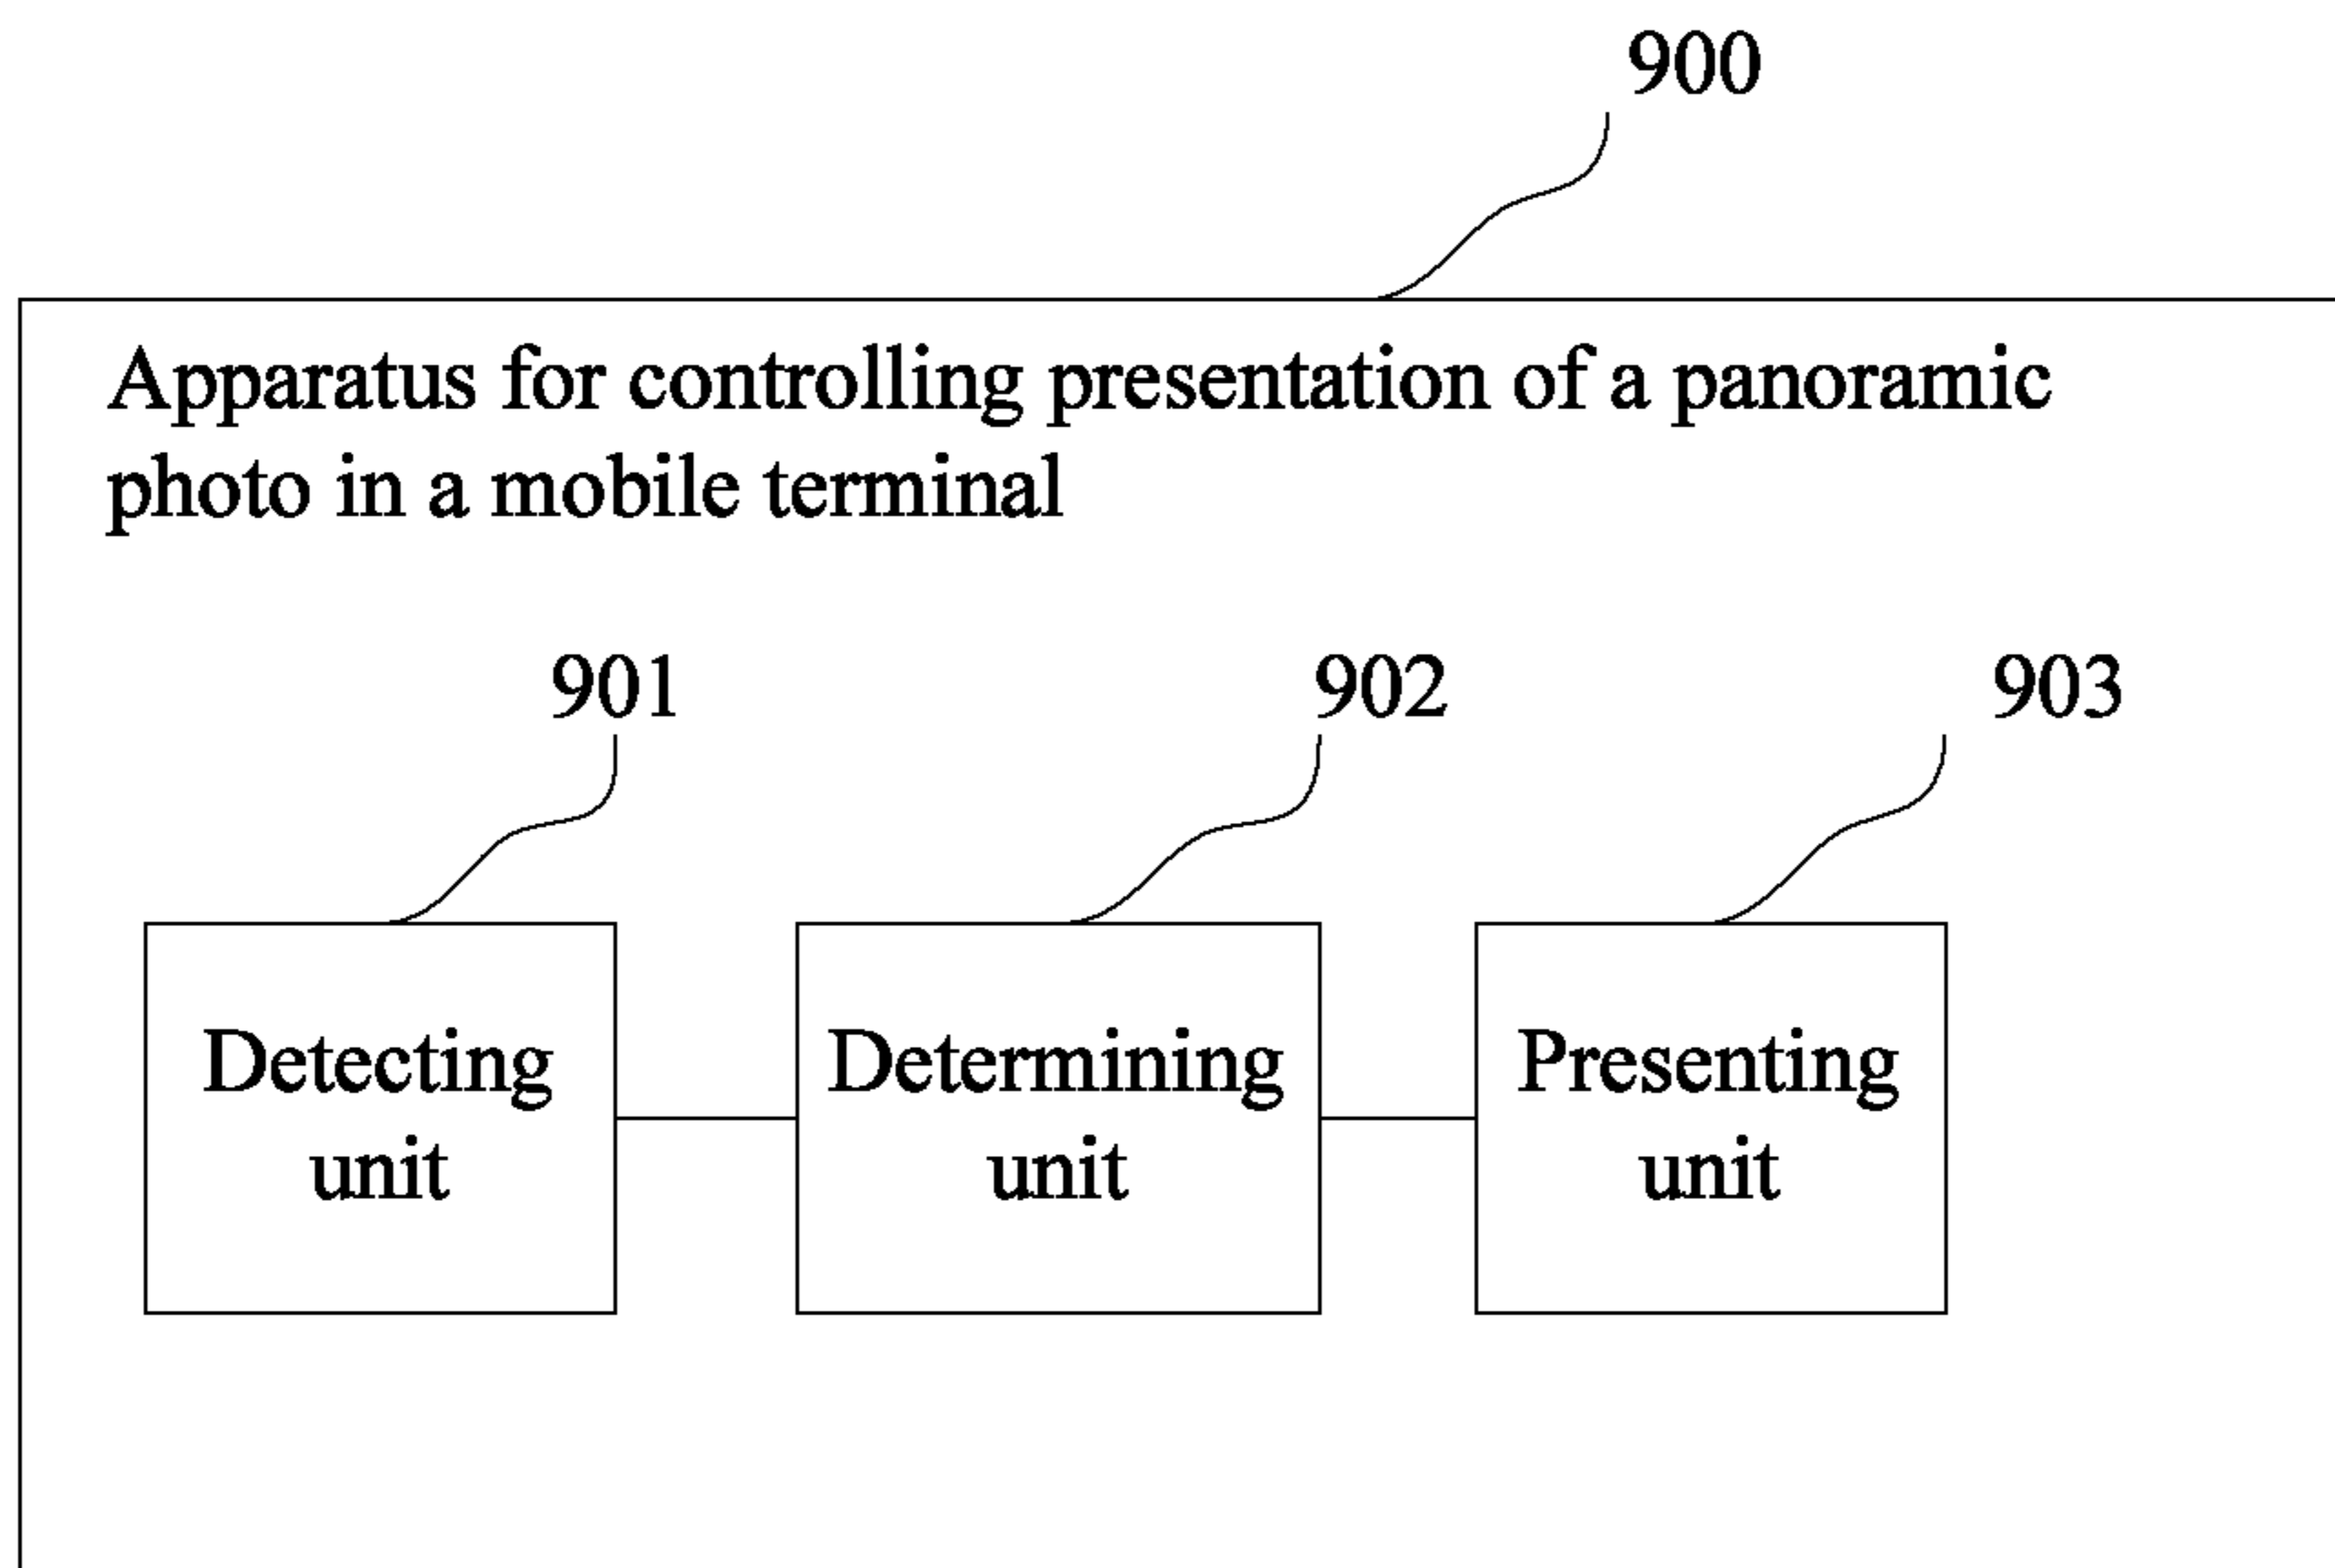 900
Apparatus for controlling presentation of a panoramic
photo in a mobile terminal
901
902
903
Detecting
unit
Determining
unit
Presenting
unit